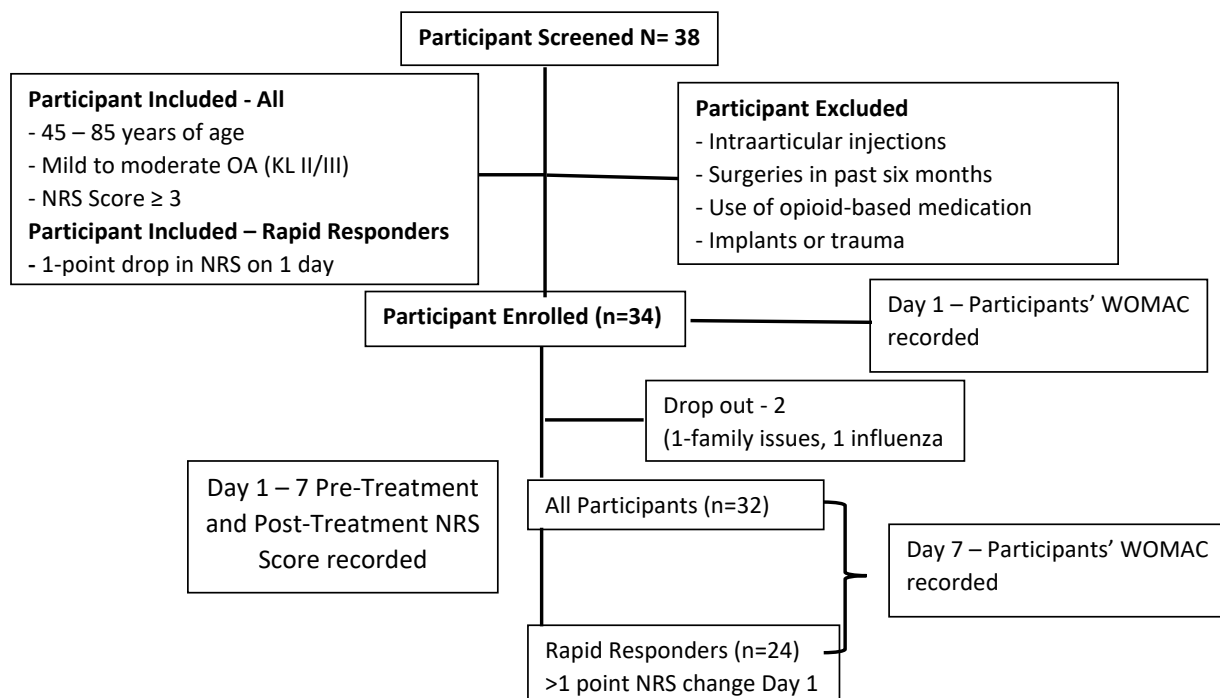 Participant Screened N= 38
Participant Included - All
- 45 – 85 years of age
- Mild to moderate OA (KL II/III)
- NRS Score ≥ 3
Participant Included – Rapid Responders
- 1-point drop in NRS on 1 day
Participant Excluded
- Intraarticular injections
- Surgeries in past six months
- Use of opioid-based medication
- Implants or trauma
Participant Enrolled (n=34)
Day 1 – Participants’ WOMAC
recorded
Drop out - 2
(1-family issues, 1 influenza
Day 1 – 7 Pre-Treatment
and Post-Treatment NRS
Score recorded
All Participants (n=32)
Day 7 – Participants’ WOMAC
recorded
Rapid Responders (n=24)
>1 point NRS change Day 1